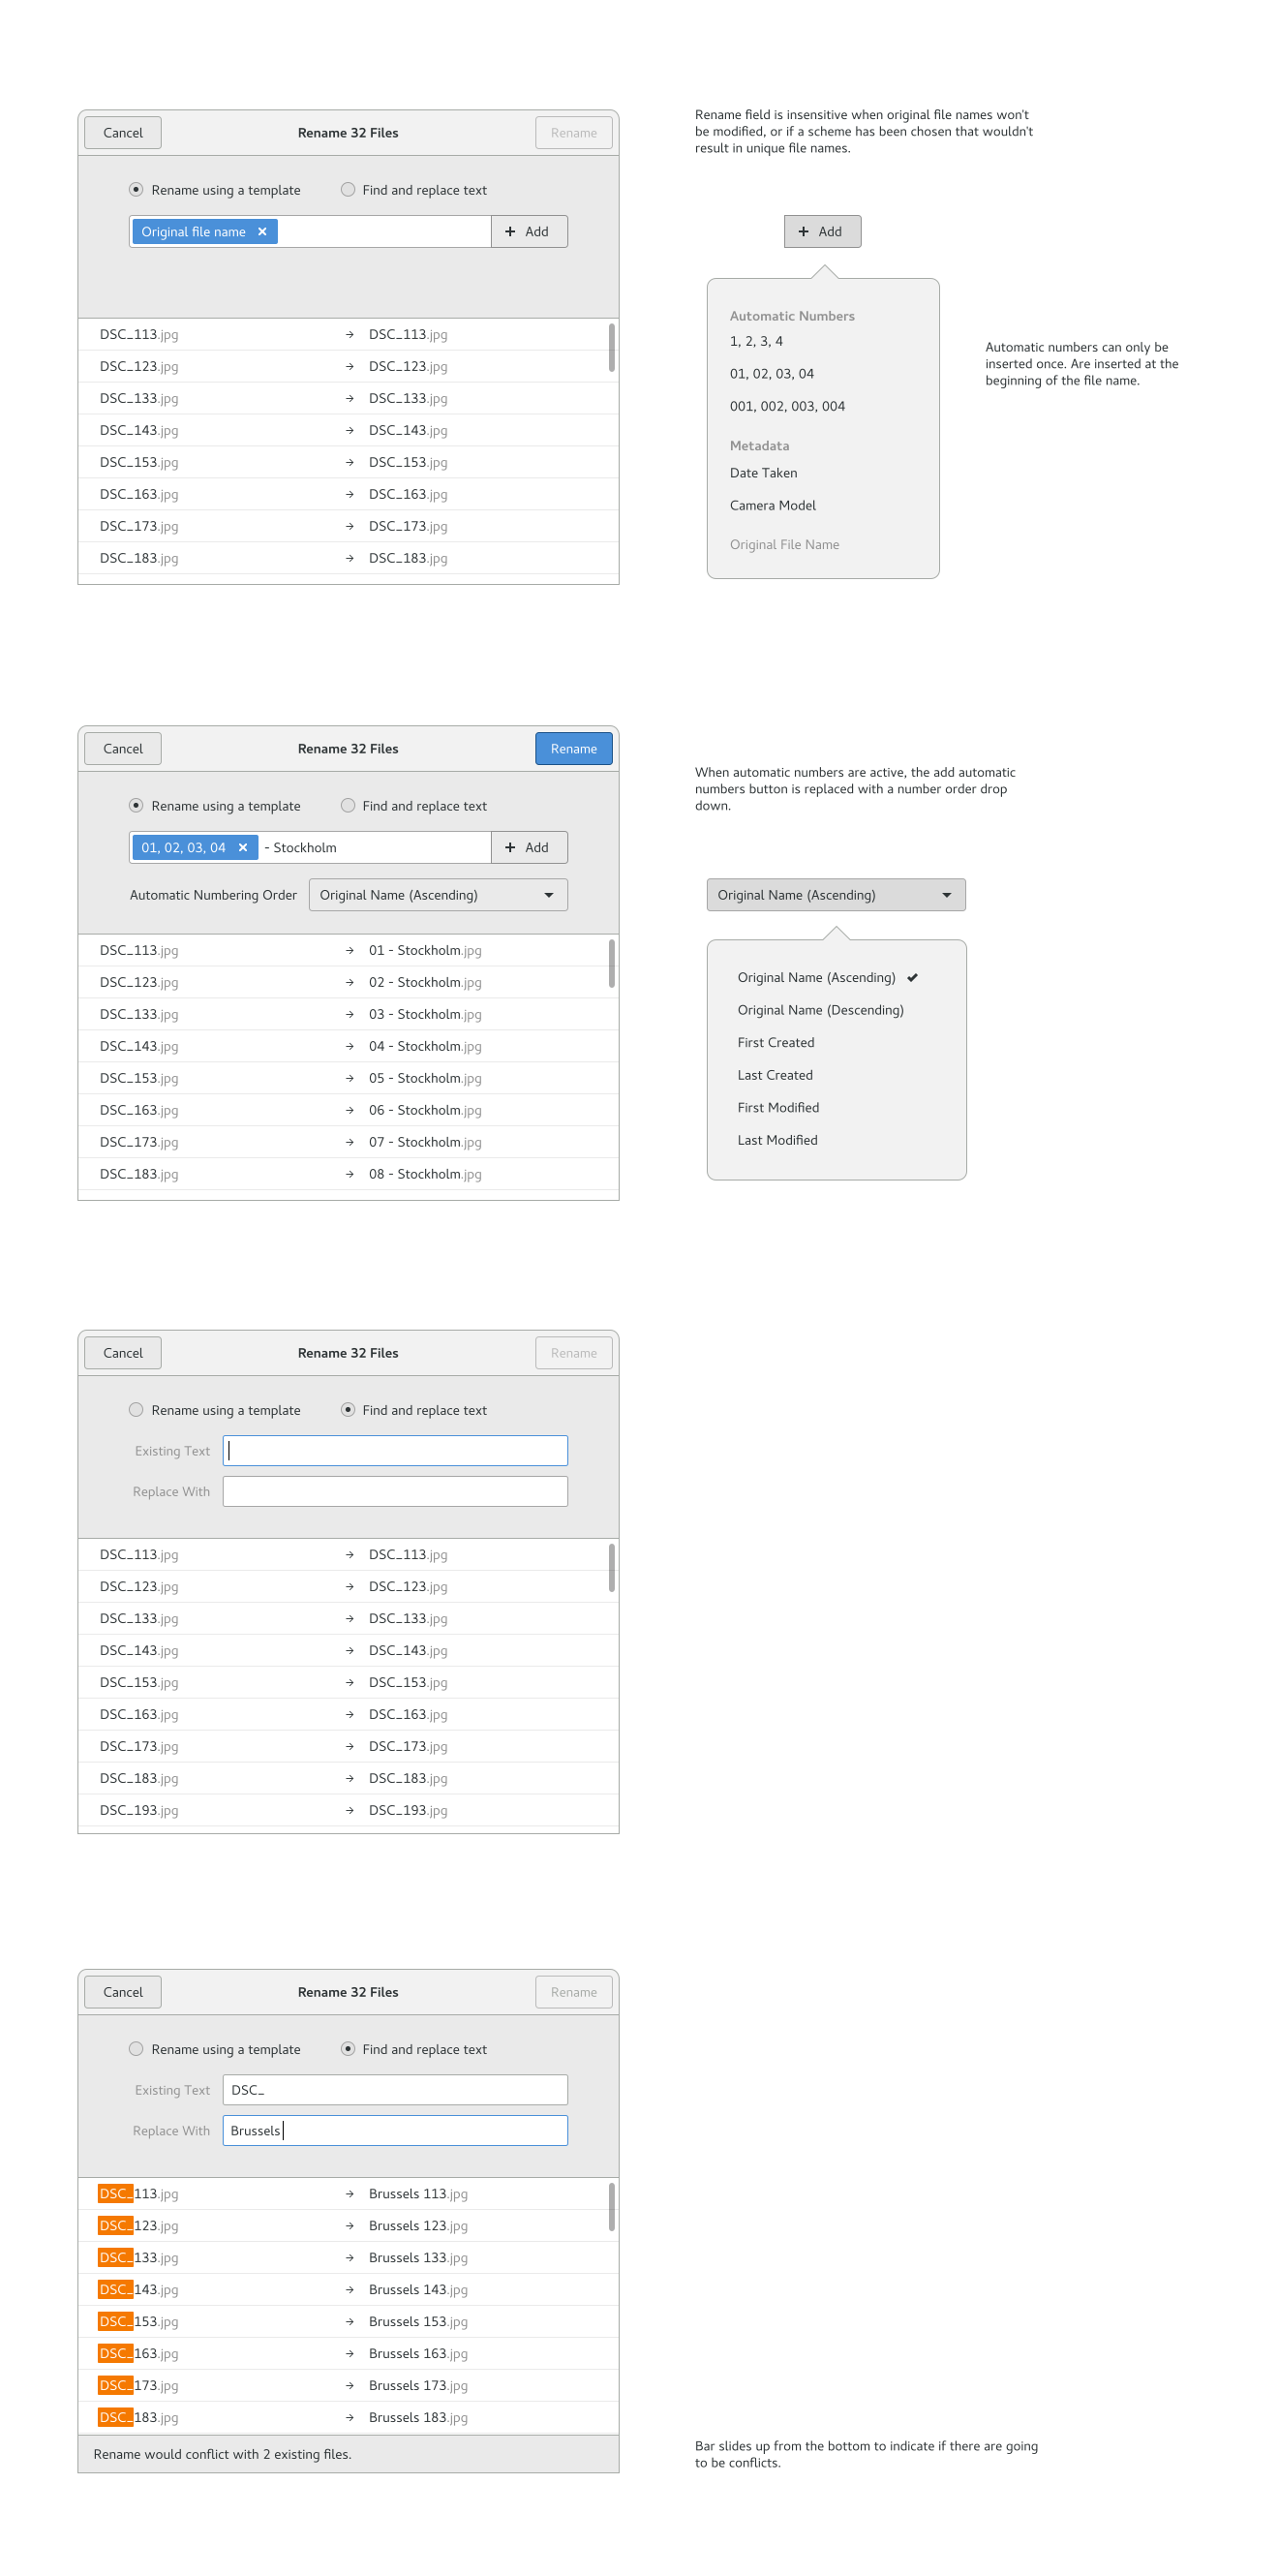 Cancel Rename 32 Files Rename
Rename using a template Find and replace text
Original file name × + Add
DSC_113.jpg → DSC_113.jpg
DSC_123.jpg → DSC_123.jpg
DSC_133.jpg → DSC_133.jpg
DSC_143.jpg → DSC_143.jpg
DSC_153.jpg → DSC_153.jpg
DSC_163.jpg → DSC_163.jpg
DSC_173.jpg → DSC_173.jpg
DSC_183.jpg → DSC_183.jpg
Rename field is insensitive when original file names won't
be modified, or if a scheme has been chosen that wouldn't
result in unique file names.
+ Add
Automatic Numbers
1, 2, 3, 4
01, 02, 03, 04
001, 002, 003, 004
Metadata
Date Taken
Camera Model
Original File Name
Automatic numbers can only be
inserted once. Are inserted at the
beginning of the file name.
Cancel Rename 32 Files Rename
Rename using a template Find and replace text
01, 02, 03, 04 × - Stockholm + Add
Automatic Numbering Order Original Name (Ascending)
DSC_113.jpg → 01 - Stockholm.jpg
DSC_123.jpg → 02 - Stockholm.jpg
DSC_133.jpg → 03 - Stockholm.jpg
DSC_143.jpg → 04 - Stockholm.jpg
DSC_153.jpg → 05 - Stockholm.jpg
DSC_163.jpg → 06 - Stockholm.jpg
DSC_173.jpg → 07 - Stockholm.jpg
DSC_183.jpg → 08 - Stockholm.jpg
When automatic numbers are active, the add automatic
numbers button is replaced with a number order drop
down.
Original Name (Ascending)
Original Name (Ascending) ✔
Original Name (Descending)
First Created
Last Created
First Modified
Last Modified
Cancel Rename 32 Files Rename
Rename using a template Find and replace text
Existing Text
Replace With
DSC_113.jpg → DSC_113.jpg
DSC_123.jpg → DSC_123.jpg
DSC_133.jpg → DSC_133.jpg
DSC_143.jpg → DSC_143.jpg
DSC_153.jpg → DSC_153.jpg
DSC_163.jpg → DSC_163.jpg
DSC_173.jpg → DSC_173.jpg
DSC_183.jpg → DSC_183.jpg
DSC_193.jpg → DSC_193.jpg
Cancel Rename 32 Files Rename
Rename using a template Find and replace text
Existing Text DSC_
Replace With Brussels
DSC_113.jpg → Brussels 113.jpg
DSC_123.jpg → Brussels 123.jpg
DSC_133.jpg → Brussels 133.jpg
DSC_143.jpg → Brussels 143.jpg
DSC_153.jpg → Brussels 153.jpg
DSC_163.jpg → Brussels 163.jpg
DSC_173.jpg → Brussels 173.jpg
DSC_183.jpg → Brussels 183.jpg
Rename would conflict with 2 existing files.
Bar slides up from the bottom to indicate if there are going
to be conflicts.